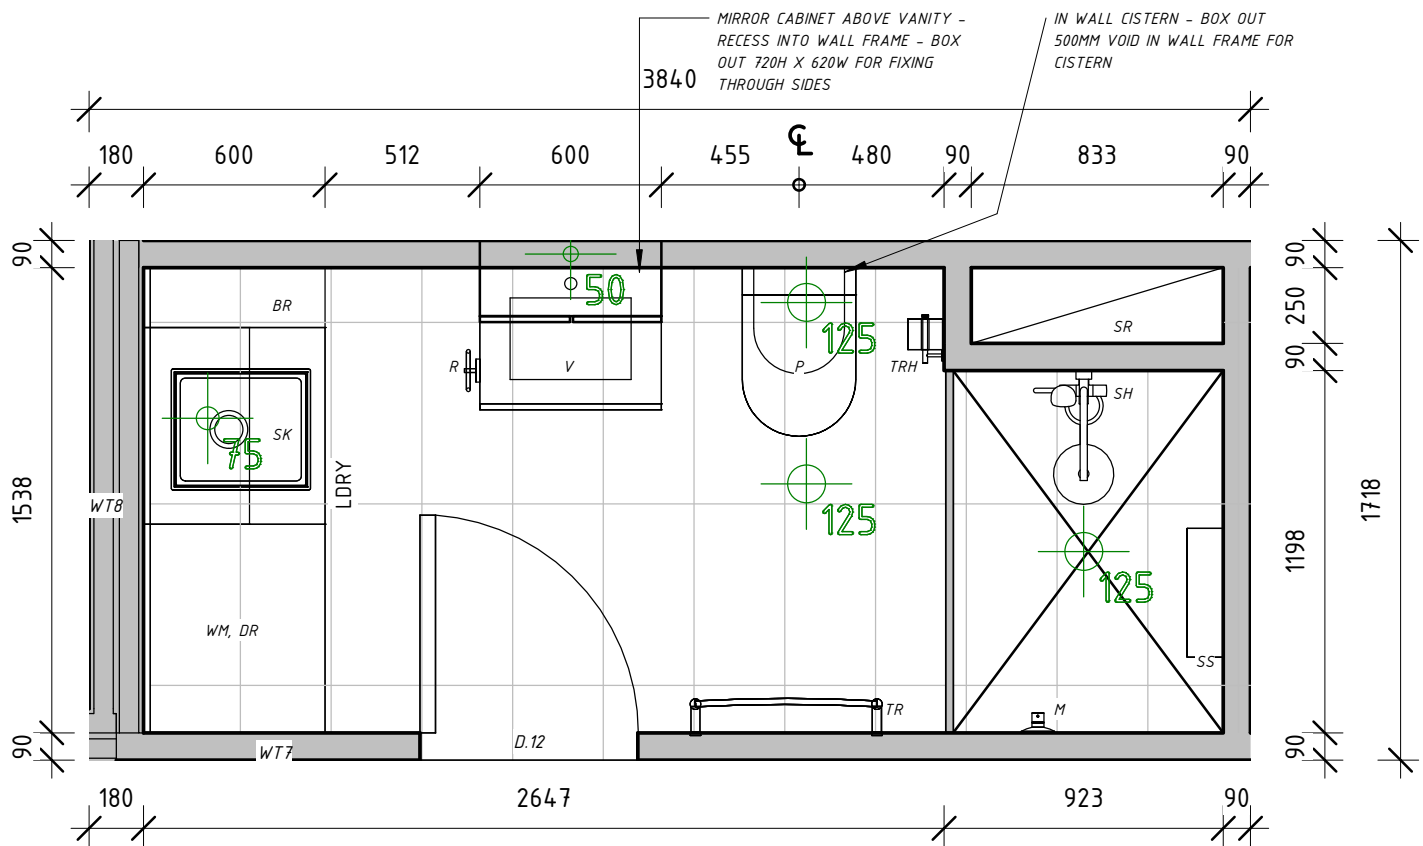 MIRROR CABINET ABOVE VANITY -
RECESS INTO WALL FRAME - BOX
OUT 720H X 620W FOR FIXING
THROUGH SIDES
IN WALL CISTERN - BOX OUT
500MM VOID IN WALL FRAME FOR
CISTERN
3840
180 600 512 600 455 ℄ 480 90 833 90
90
90
50
BR
250
SR
125
R
V
P
TRH
90
SH
SK
75
LDRY
1538
WT8
125
1718
1198
125
WM, DR
SS
TR
M
90
WT7
D.12
90
180 2647 923 90